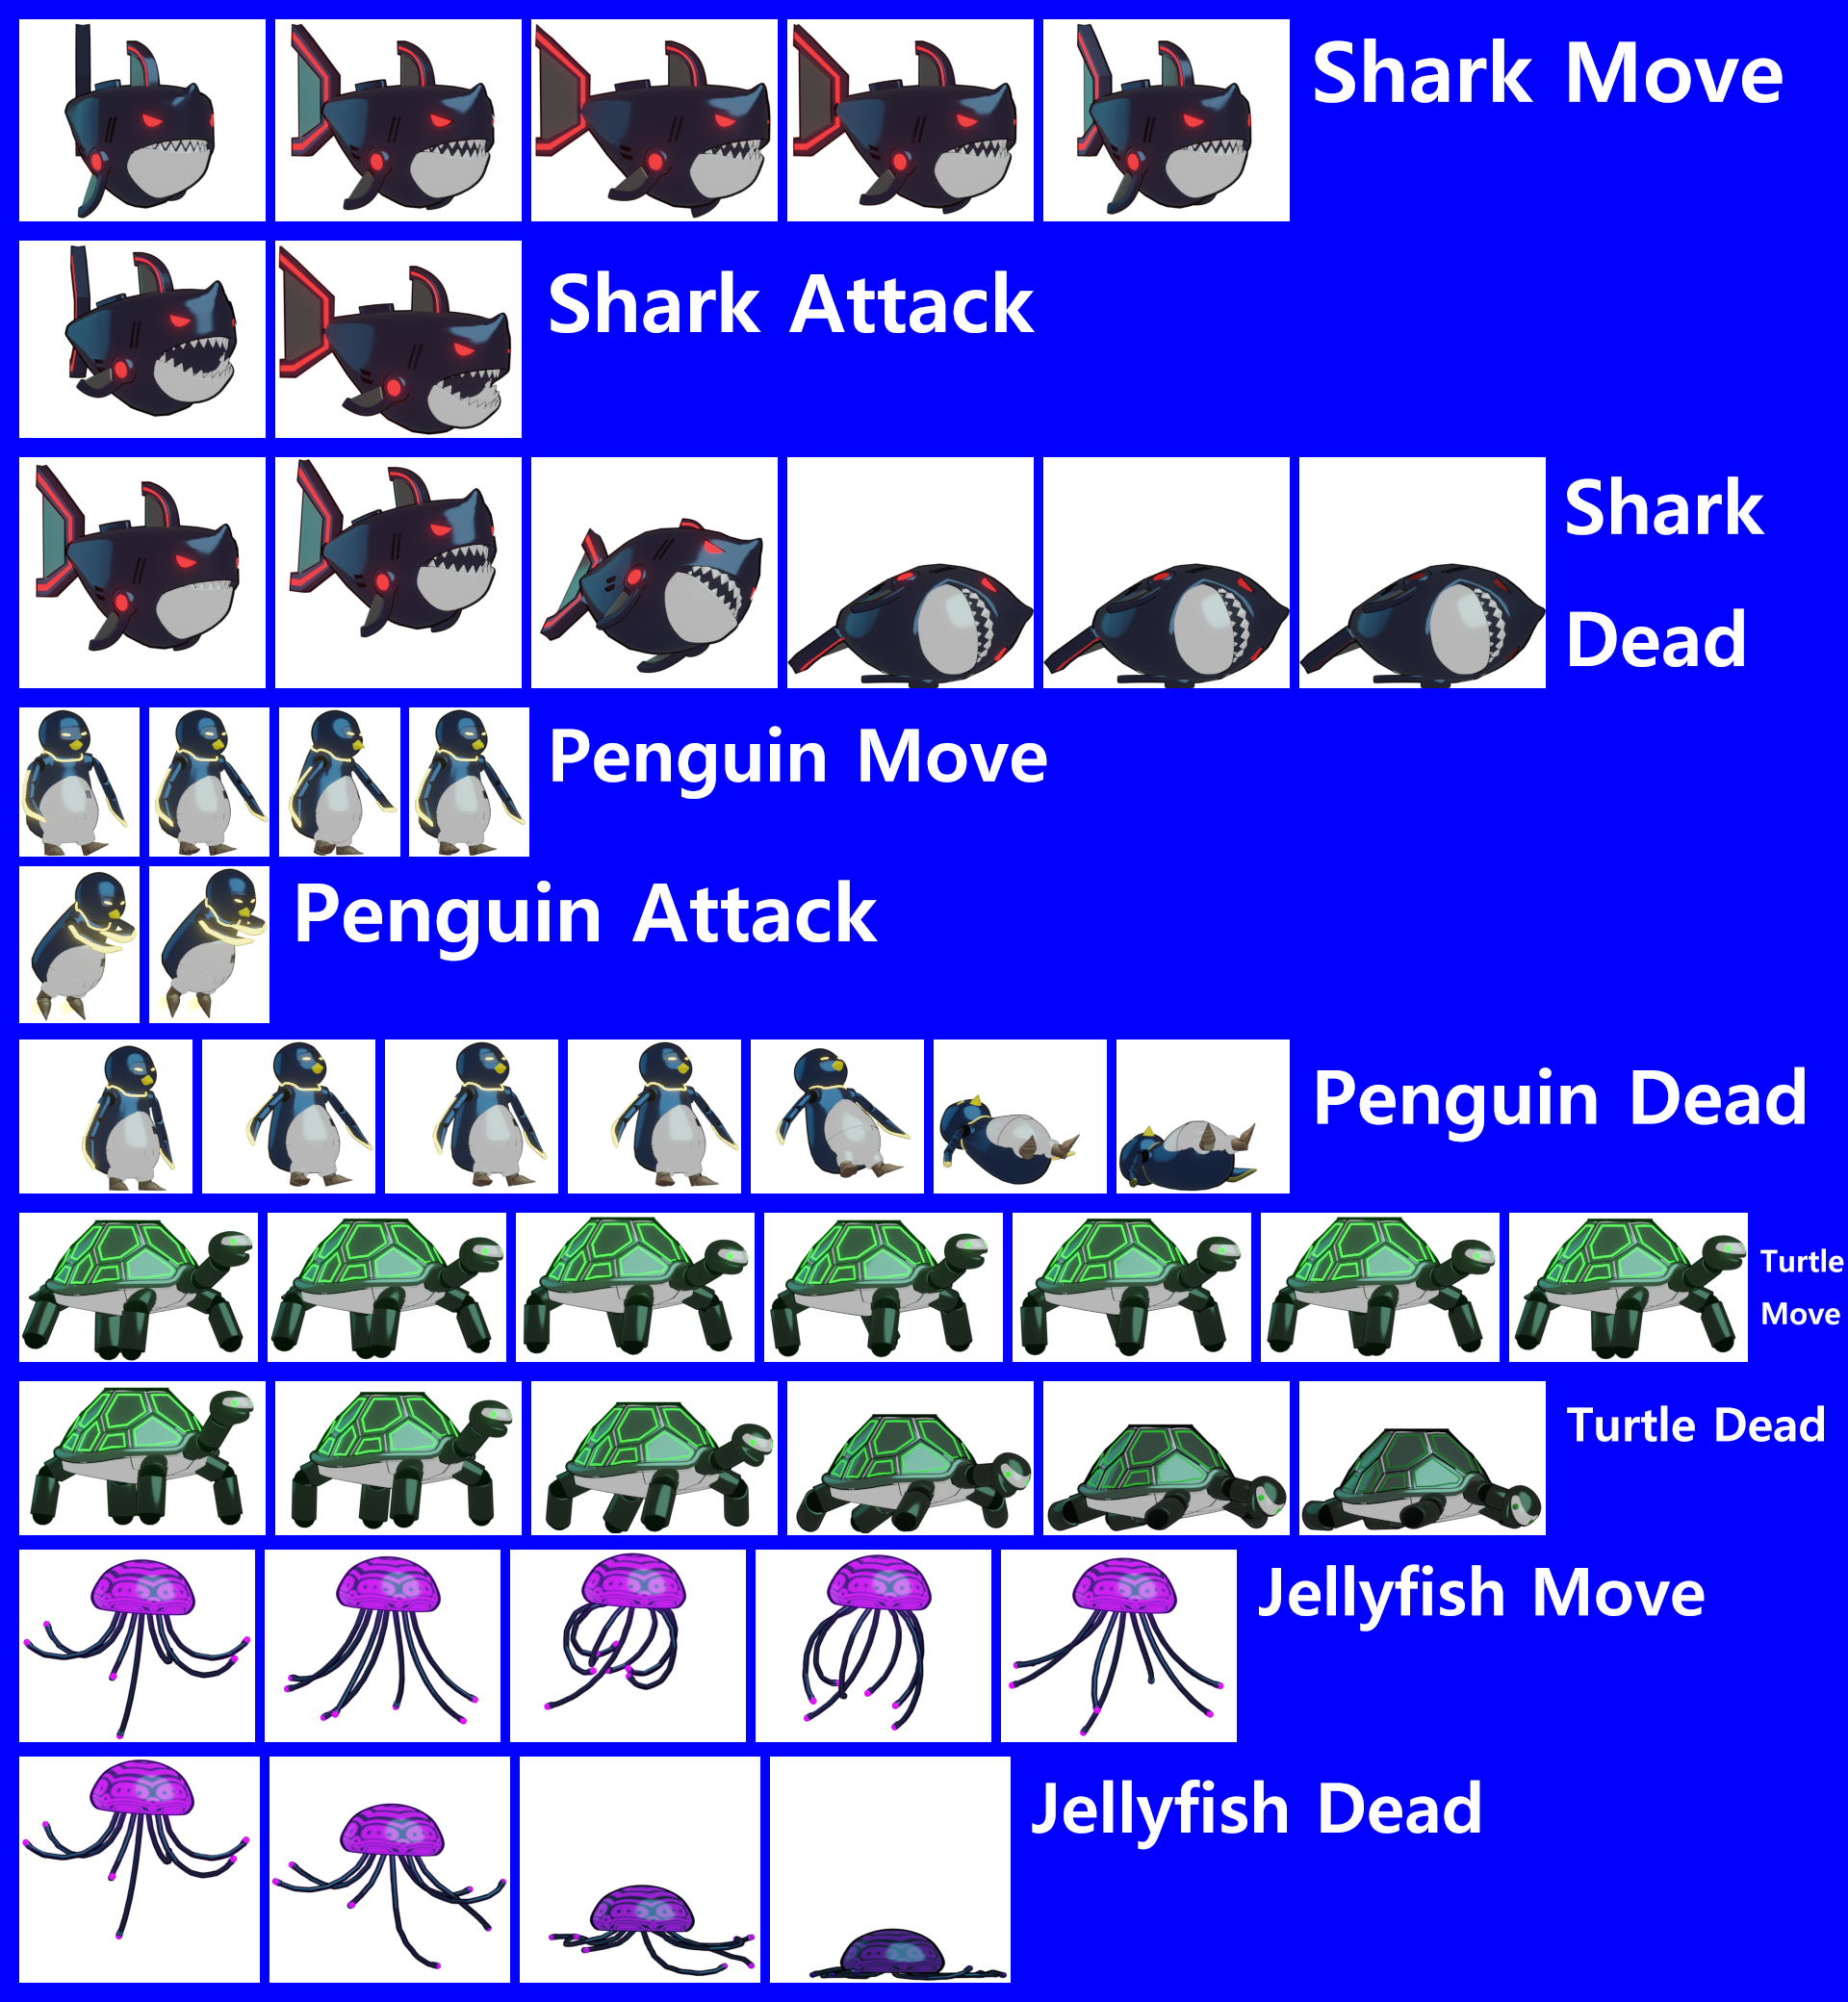 Shark Move
Shark Attack
Shark
Dead
Penguin Move
Penguin Attack
Penguin Dead
Turtle
Move
Turtle Dead
Jellyfish Move
Jellyfish Dead